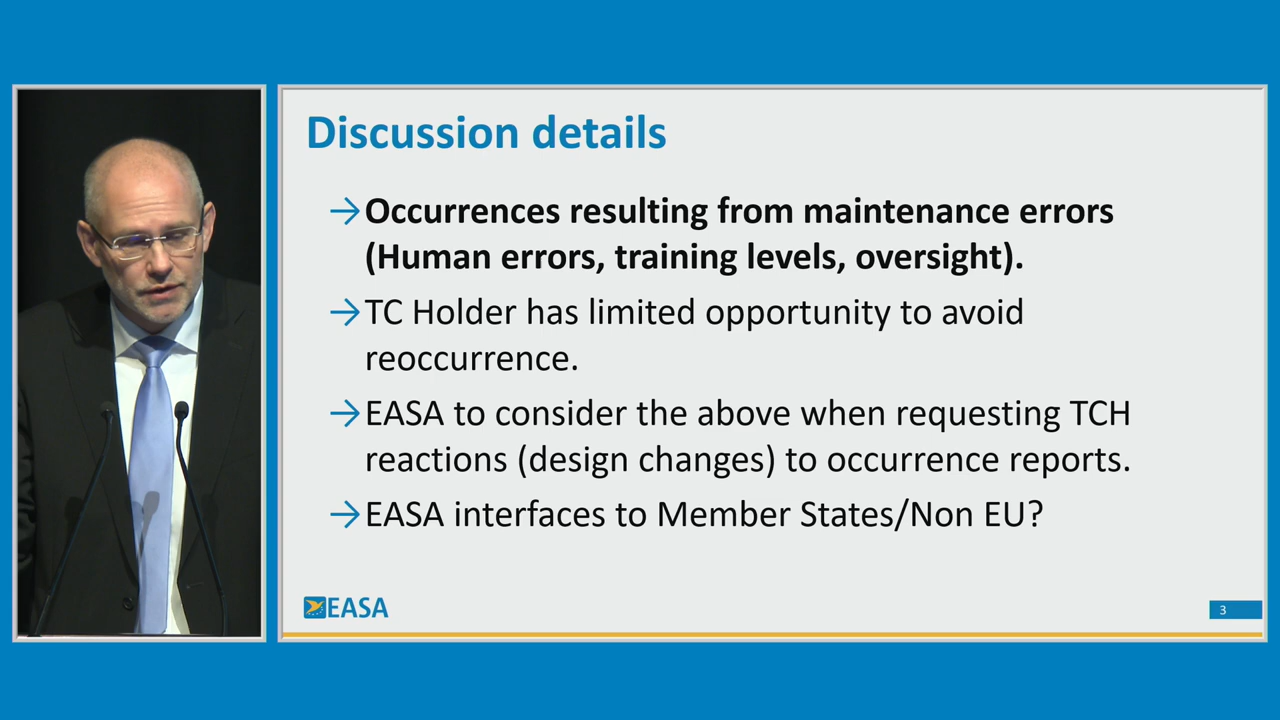 Discussion details
→Occurrences resulting from maintenance errors
(Human errors, training levels, oversight).
→TC Holder has limited opportunity to avoid
reoccurrence.
→EASA to consider the above when requesting TCH
reactions (design changes) to occurrence reports.
→EASA interfaces to Member States/Non EU?
EASA
3